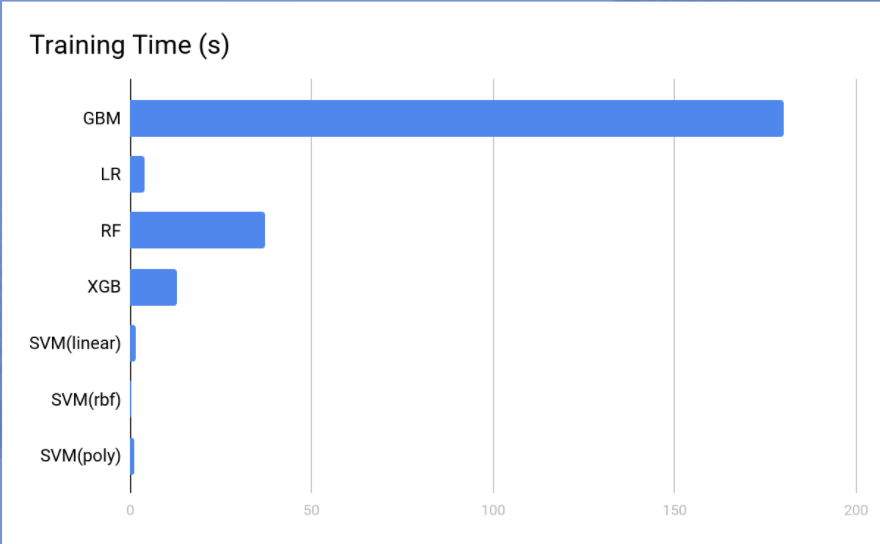 Training Time (s)
GBM
LR
RF
XGB
SVM(linear)
SVM(rbf)
SVM(poly)
0 50 100 150 200